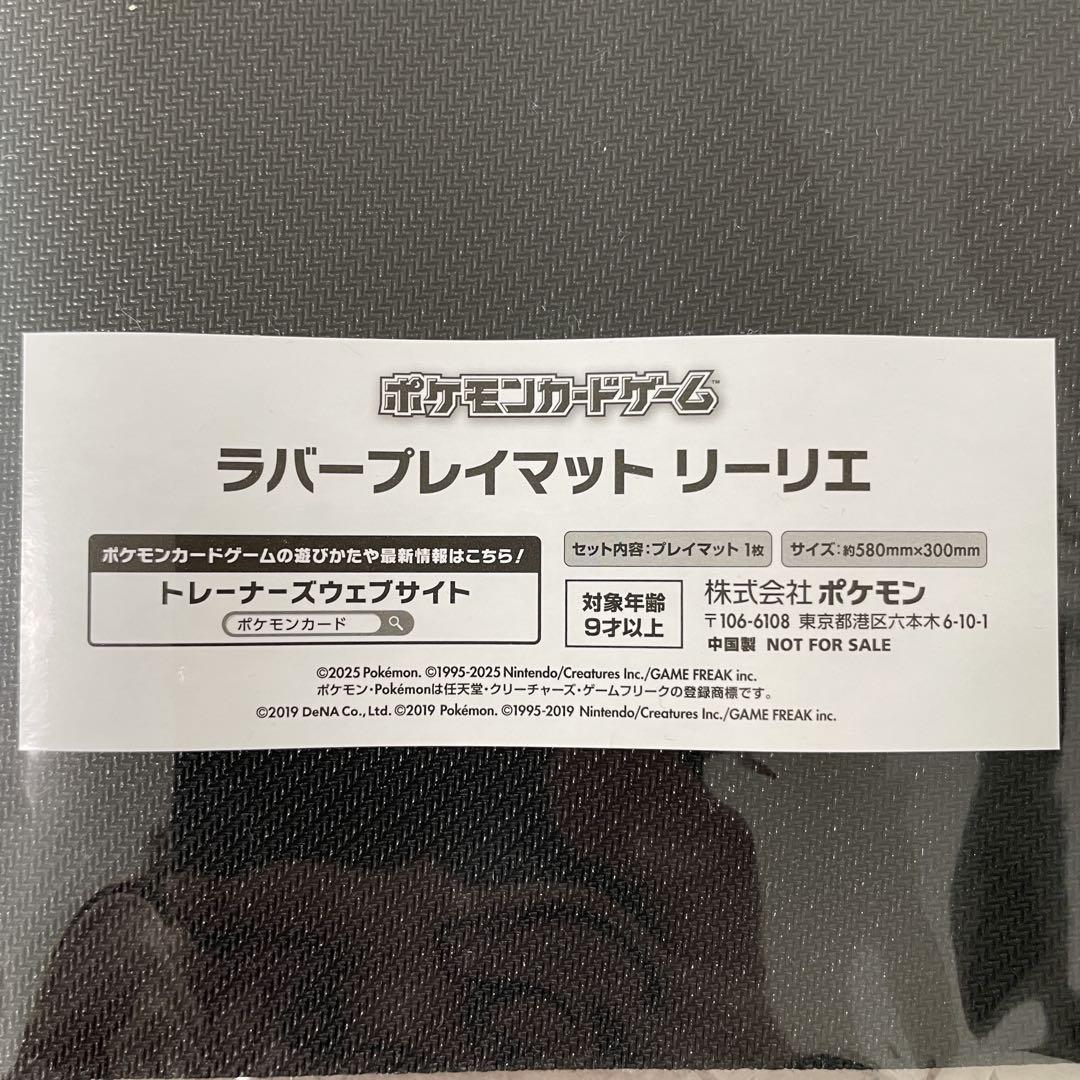 ポケモンカードゲーム™
ラバープレイマット リーリエ
ポケモンカードゲームの遊びかたや最新情報はこちら!
トレーナーズウェブサイト
ポケモンカード
セット内容:プレイマット 1枚
サイズ:約580mm×300mm
対象年齢
9才以上
株式会社 ポケモン
〒106-6108 東京都港区六本木6-10-1
中国製 NOT FOR SALE
©2025 Pokémon. ©1995-2025 Nintendo/Creatures Inc./GAME FREAK inc.
ポケモン・Pokémonは任天堂・クリーチャーズ・ゲームフリークの登録商標です。
©2019 DeNA Co., Ltd. ©2019 Pokémon. ©1995-2019 Nintendo/Creatures Inc./GAME FREAK inc.